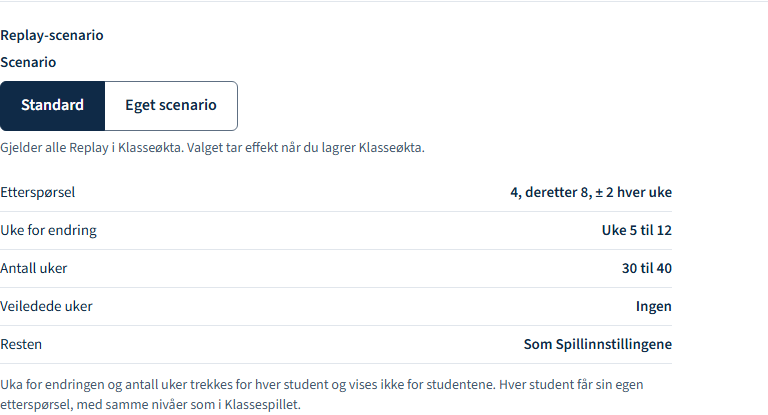 Replay-scenario
Scenario
Standard
Eget scenario
Gjelder alle Replay i Klasseøkta. Valget tar effekt når du lagrer Klasseøkta.
Etterspørsel
4, deretter 8, ± 2 hver uke
Uke for endring
Uke 5 til 12
Antall uker
30 til 40
Veiledede uker
Ingen
Resten
Som Spillinnstillingene
Uka for endringen og antall uker trekkes for hver student og vises ikke for studentene. Hver student får sin egen
etterspørsel, med samme nivåer som i Klassespillet.